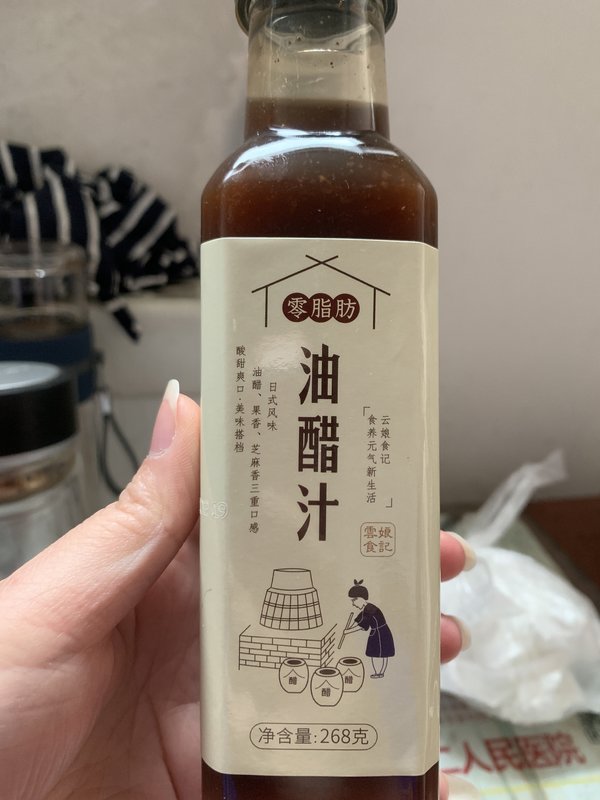 零脂肪
油醋汁
日式风味
油醋、果香、芝麻香三重口感
酸甜爽口·美味搭档
云娘食记
「食养元气新生活」
雲娘
食記
醋
醋
醋
净含量:268克
人民医院